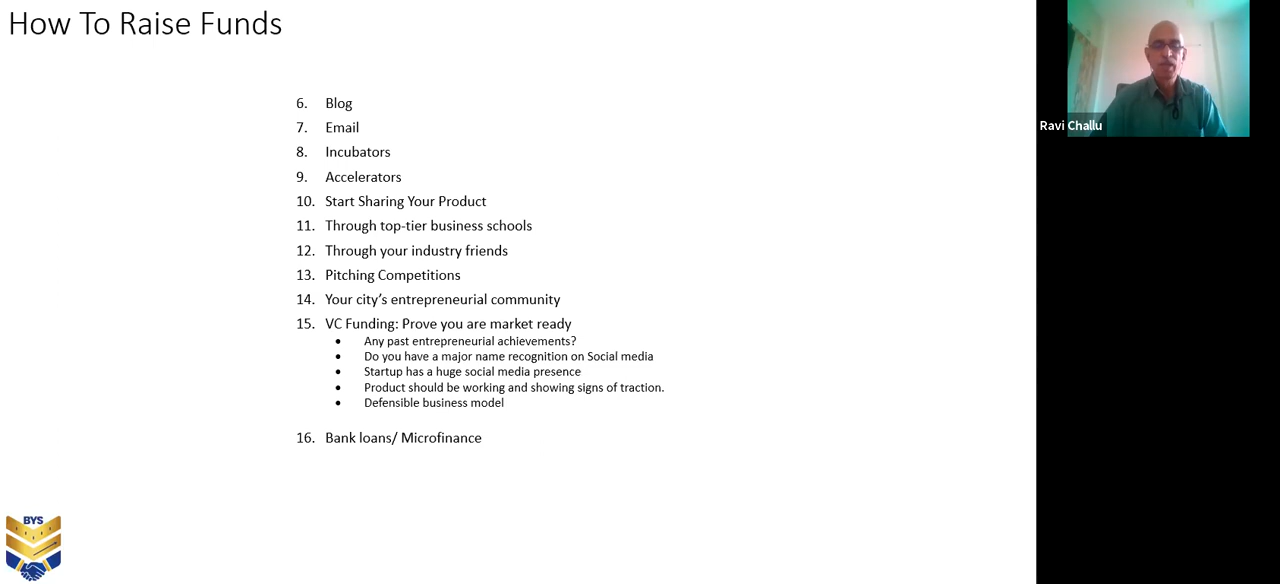 How To Raise Funds
6. Blog
7. Email
8. Incubators
9. Accelerators
10. Start Sharing Your Product
11. Through top-tier business schools
12. Through your industry friends
13. Pitching Competitions
14. Your city's entrepreneurial community
15. VC Funding: Prove you are market ready
• Any past entrepreneurial achievements?
• Do you have a major name recognition on Social media
• Startup has a huge social media presence
• Product should be working and showing signs of traction.
• Defensible business model
16. Bank loans/ Microfinance
BYS
Ravi Challu